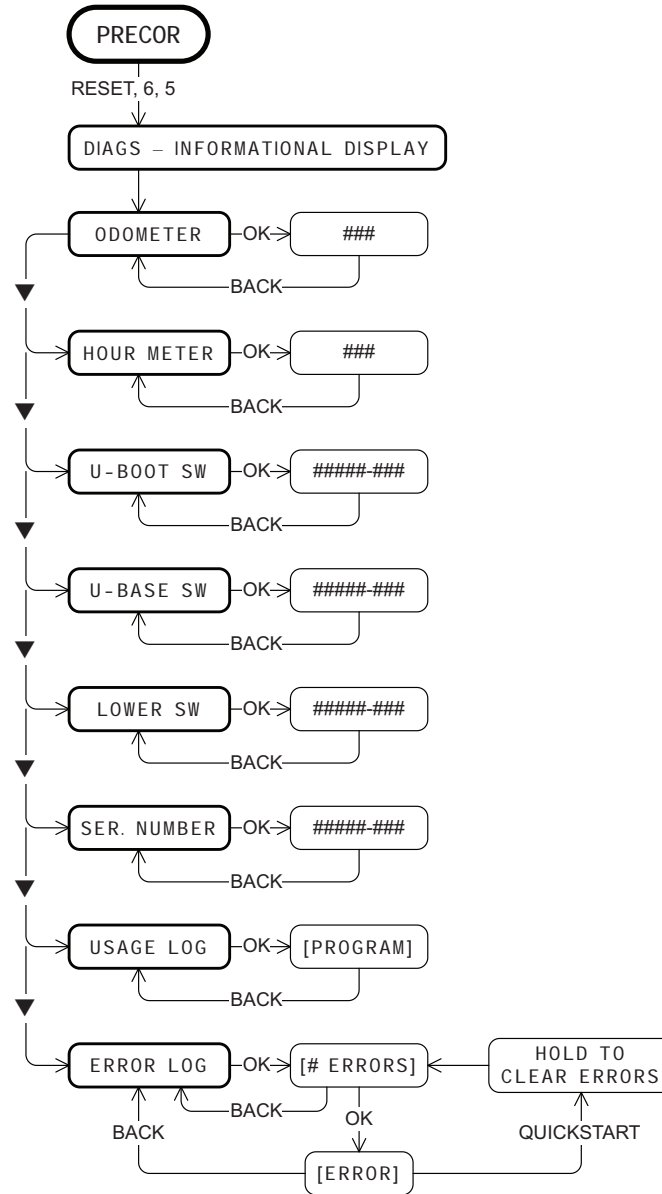 PRECOR
RESET, 6, 5
DIAGS – INFORMATIONAL DISPLAY
ODOMETER
OK
###
BACK
HOUR METER
OK
###
BACK
U-BOOT SW
OK
#####-###
BACK
U-BASE SW
OK
#####-###
BACK
LOWER SW
OK
#####-###
BACK
SER. NUMBER
OK
#####-###
BACK
USAGE LOG
OK
[PROGRAM]
BACK
ERROR LOG
OK
[# ERRORS]
HOLD TO
CLEAR ERRORS
BACK
OK
BACK
QUICKSTART
[ERROR]